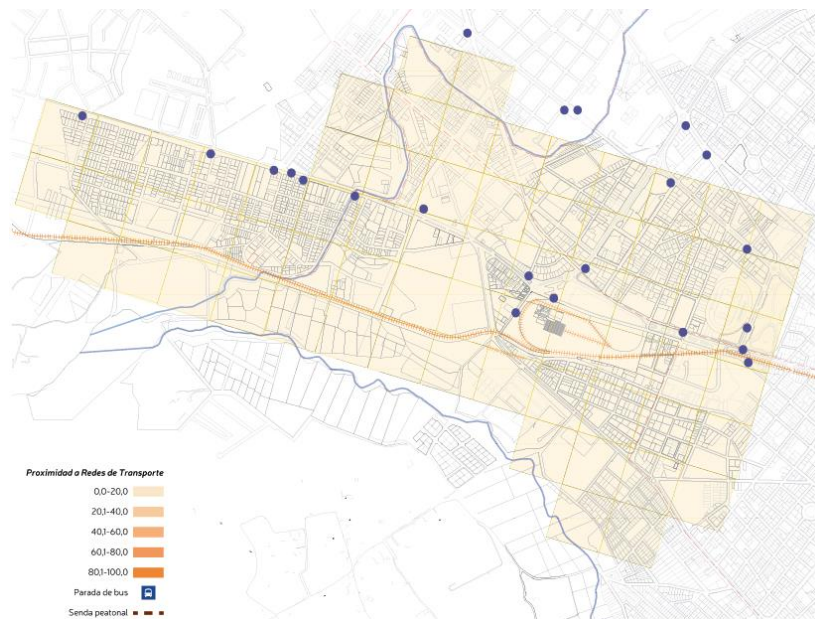 Proximidad a Redes de Transporte
0,0-20,0
20,1-40,0
40,1-60,0
60,1-80,0
80,1-100,0
Parada de bus
Senda peatonal